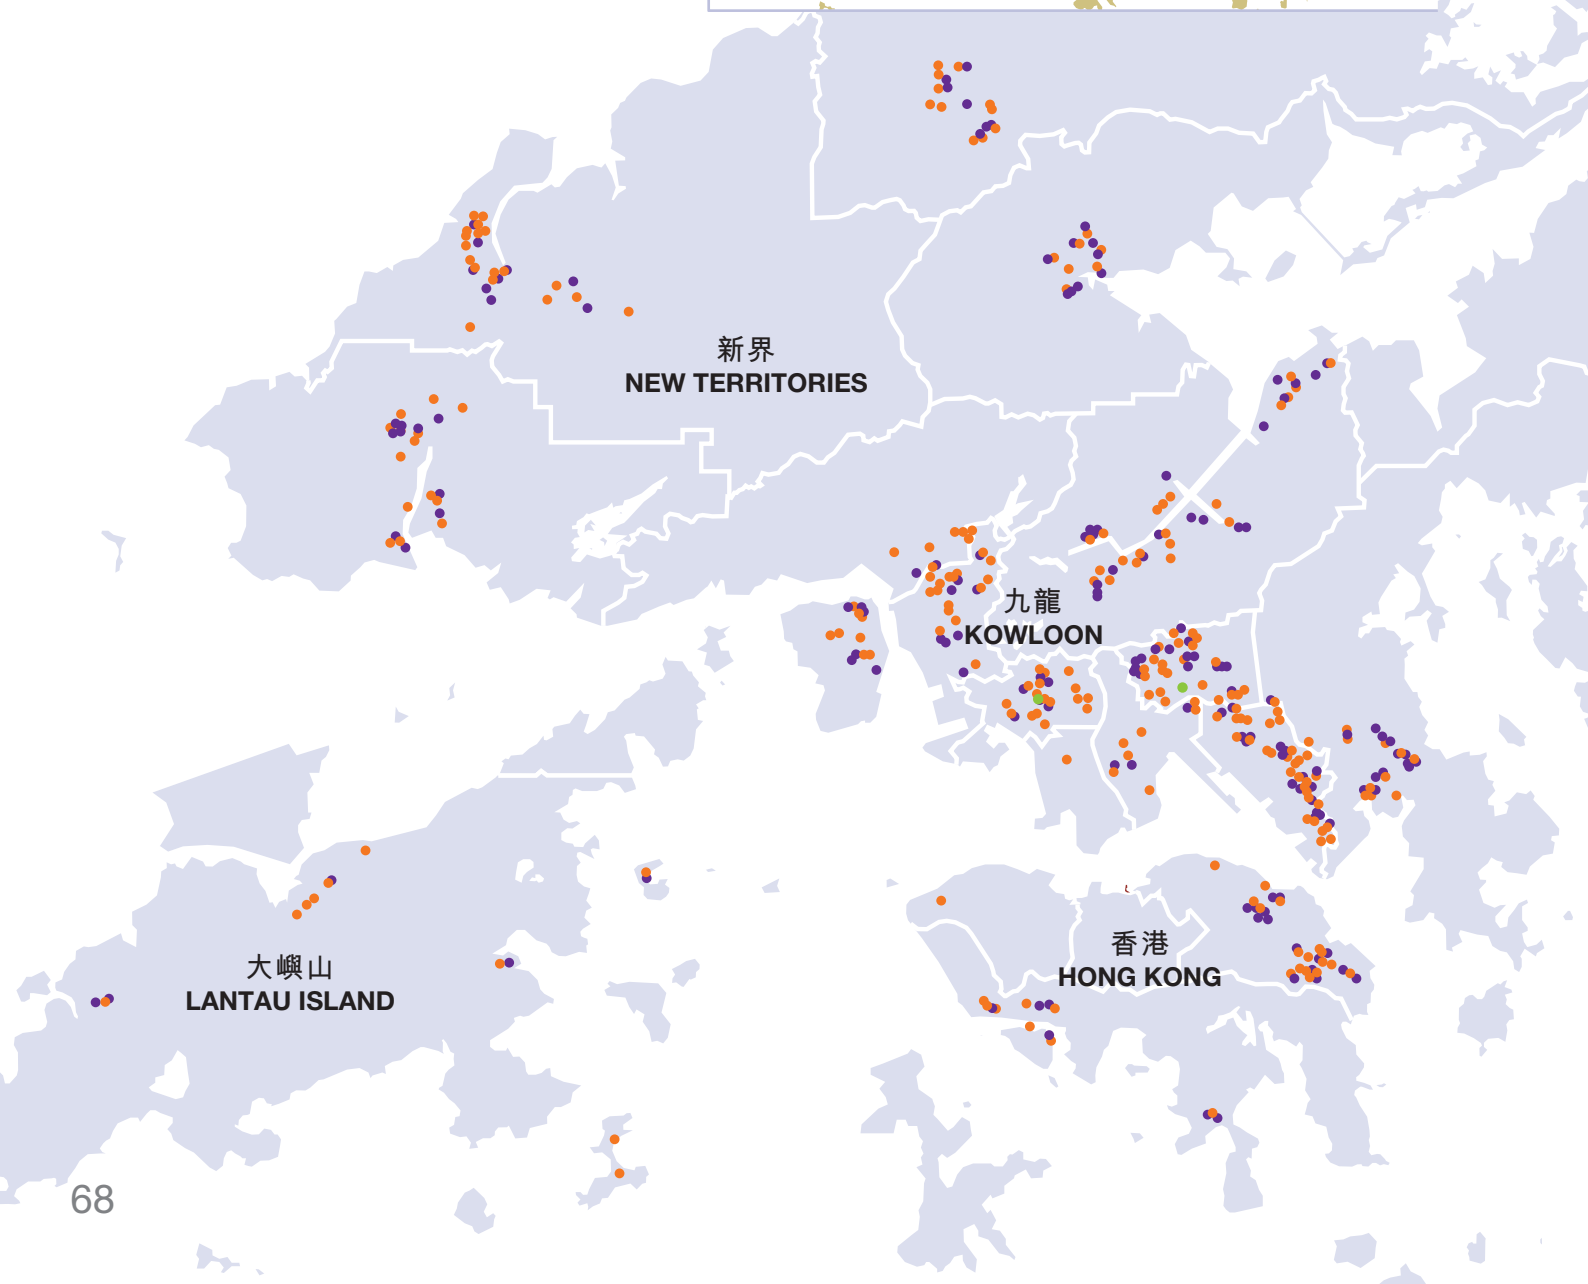 新界
NEW TERRITORIES
九龍
KOWLOON
香港
HONG KONG
大嶼山
LANTAU ISLAND
68